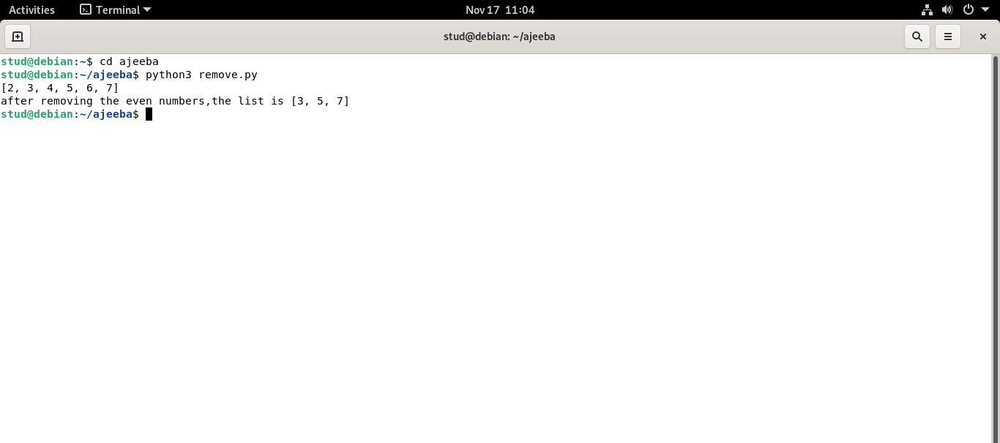 Activities Terminal Nov 17 11:04
stud@debian: ~/ajeeba
stud@debian:~$ cd ajeeba
stud@debian:~/ajeeba$ python3 remove.py
[2, 3, 4, 5, 6, 7]
after removing the even numbers,the list is [3, 5, 7]
stud@debian:~/ajeeba$